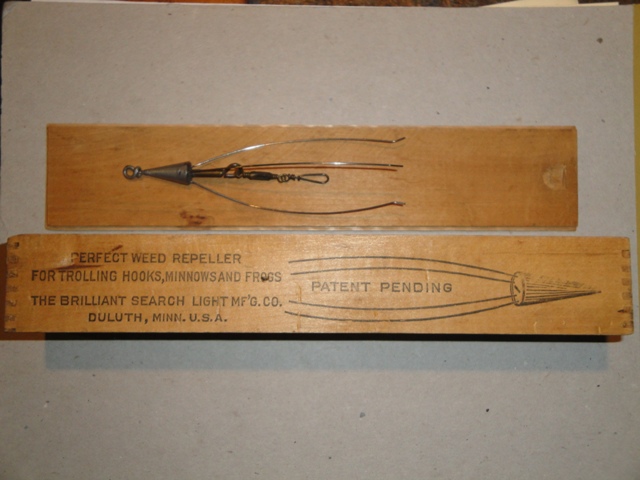 PERFECT WEED REPELLER
FOR TROLLING HOOKS, MINNOWS AND FROGS
THE BRILLIANT SEARCH LIGHT MF'G. CO.
DULUTH, MINN. U.S.A.
PATENT PENDING